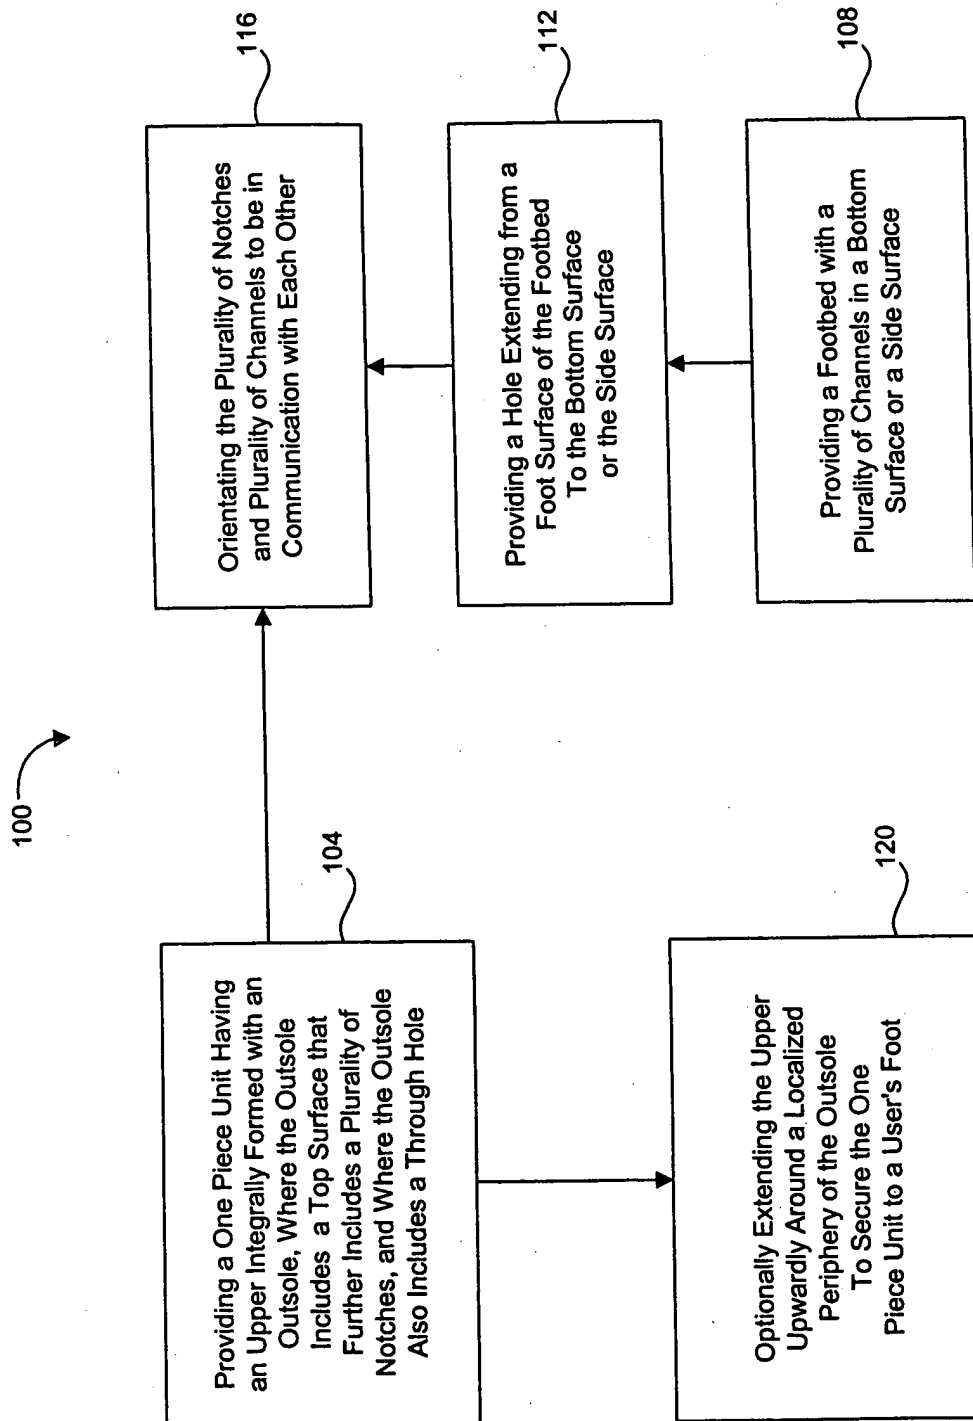 100
Providing a One Piece Unit Having
an Upper Integrally Formed with an
Outsole, Where the Outsole
Includes a Top Surface that
Further Includes a Plurality of
Notches, and Where the Outsole
Also Includes a Through Hole
104
Optionally Extending the Upper
Upwardly Around a Localized
Periphery of the Outsole
To Secure the One
Piece Unit to a User's Foot
120
Orientating the Plurality of Notches
and Plurality of Channels to be in
Communication with Each Other
116
Providing a Hole Extending from a
Foot Surface of the Footbed
To the Bottom Surface
or the Side Surface
112
Providing a Footbed with a
Plurality of Channels in a Bottom
Surface or a Side Surface
108